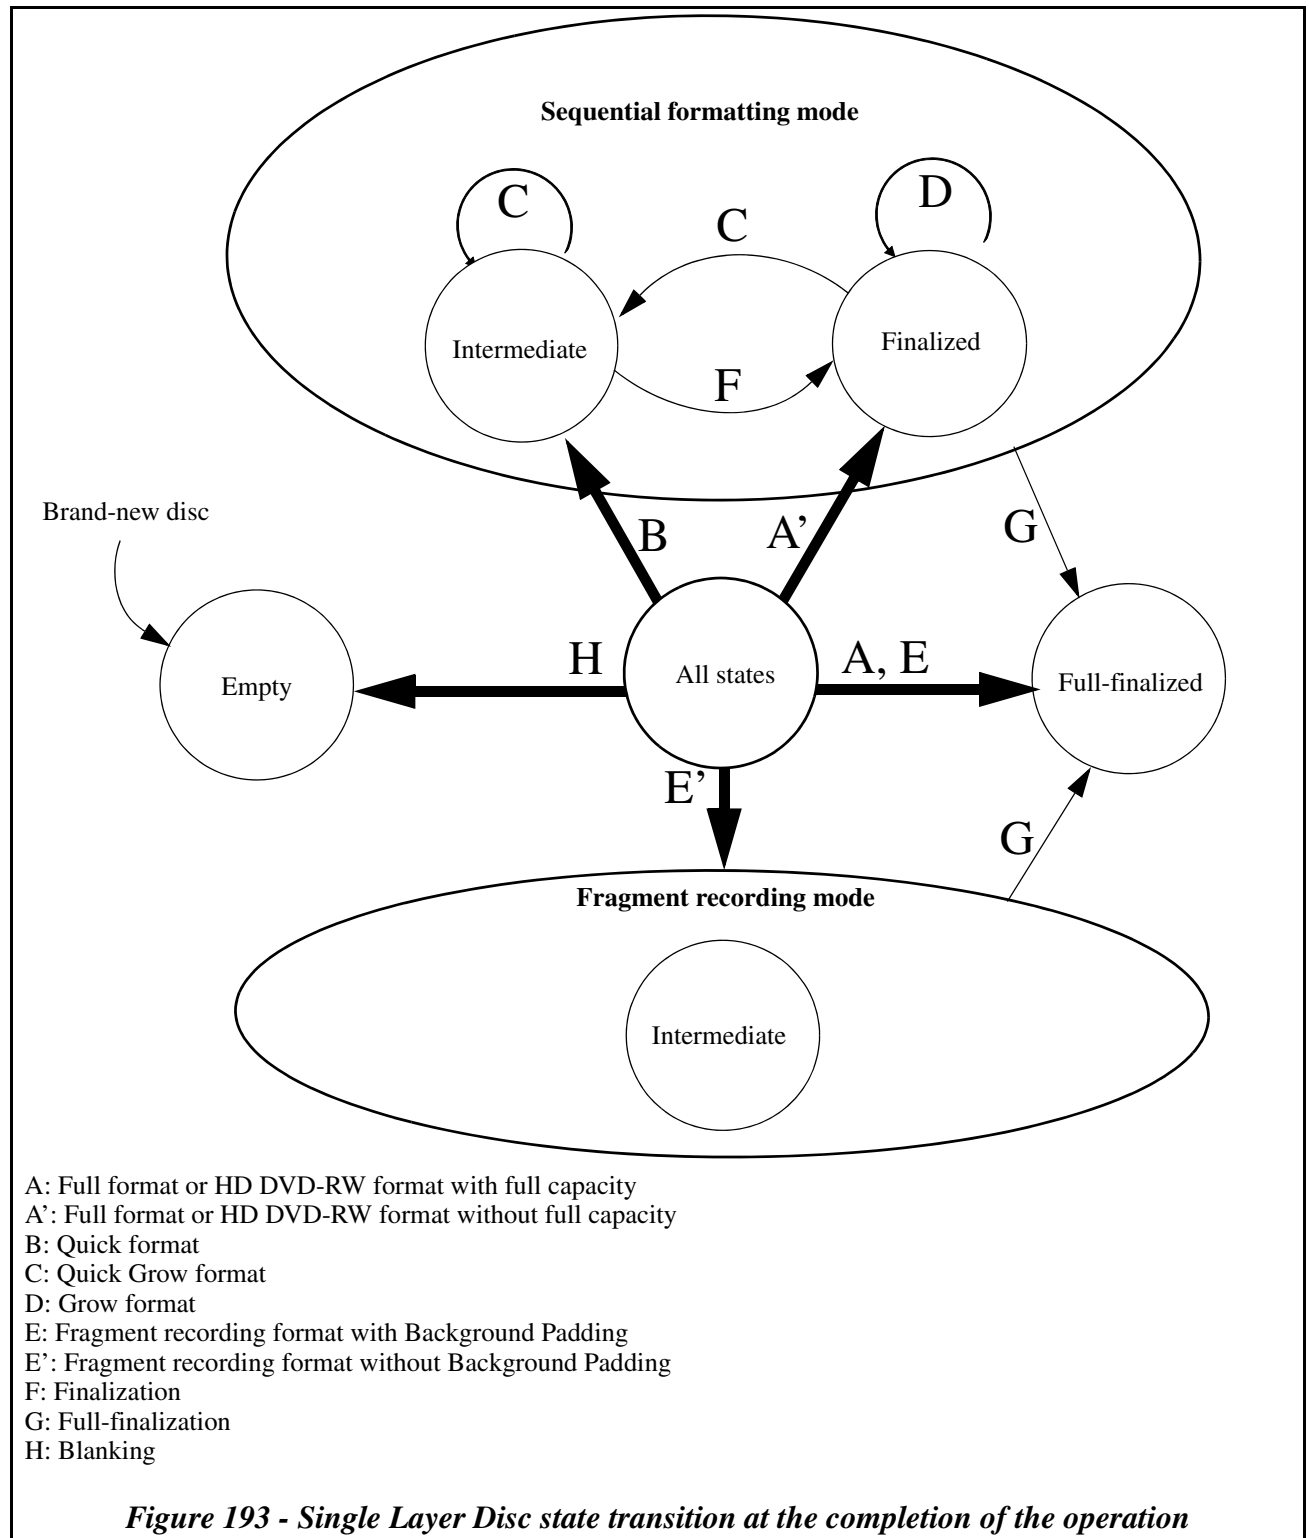 Sequential formatting mode
C
D
C
Intermediate
Finalized
F
Brand-new disc
B
A’
G
Empty
H
All states
A, E
Full-finalized
E’
G
Fragment recording mode
Intermediate
A: Full format or HD DVD-RW format with full capacity
A’: Full format or HD DVD-RW format without full capacity
B: Quick format
C: Quick Grow format
D: Grow format
E: Fragment recording format with Background Padding
E’: Fragment recording format without Background Padding
F: Finalization
G: Full-finalization
H: Blanking
Figure 193 - Single Layer Disc state transition at the completion of the operation